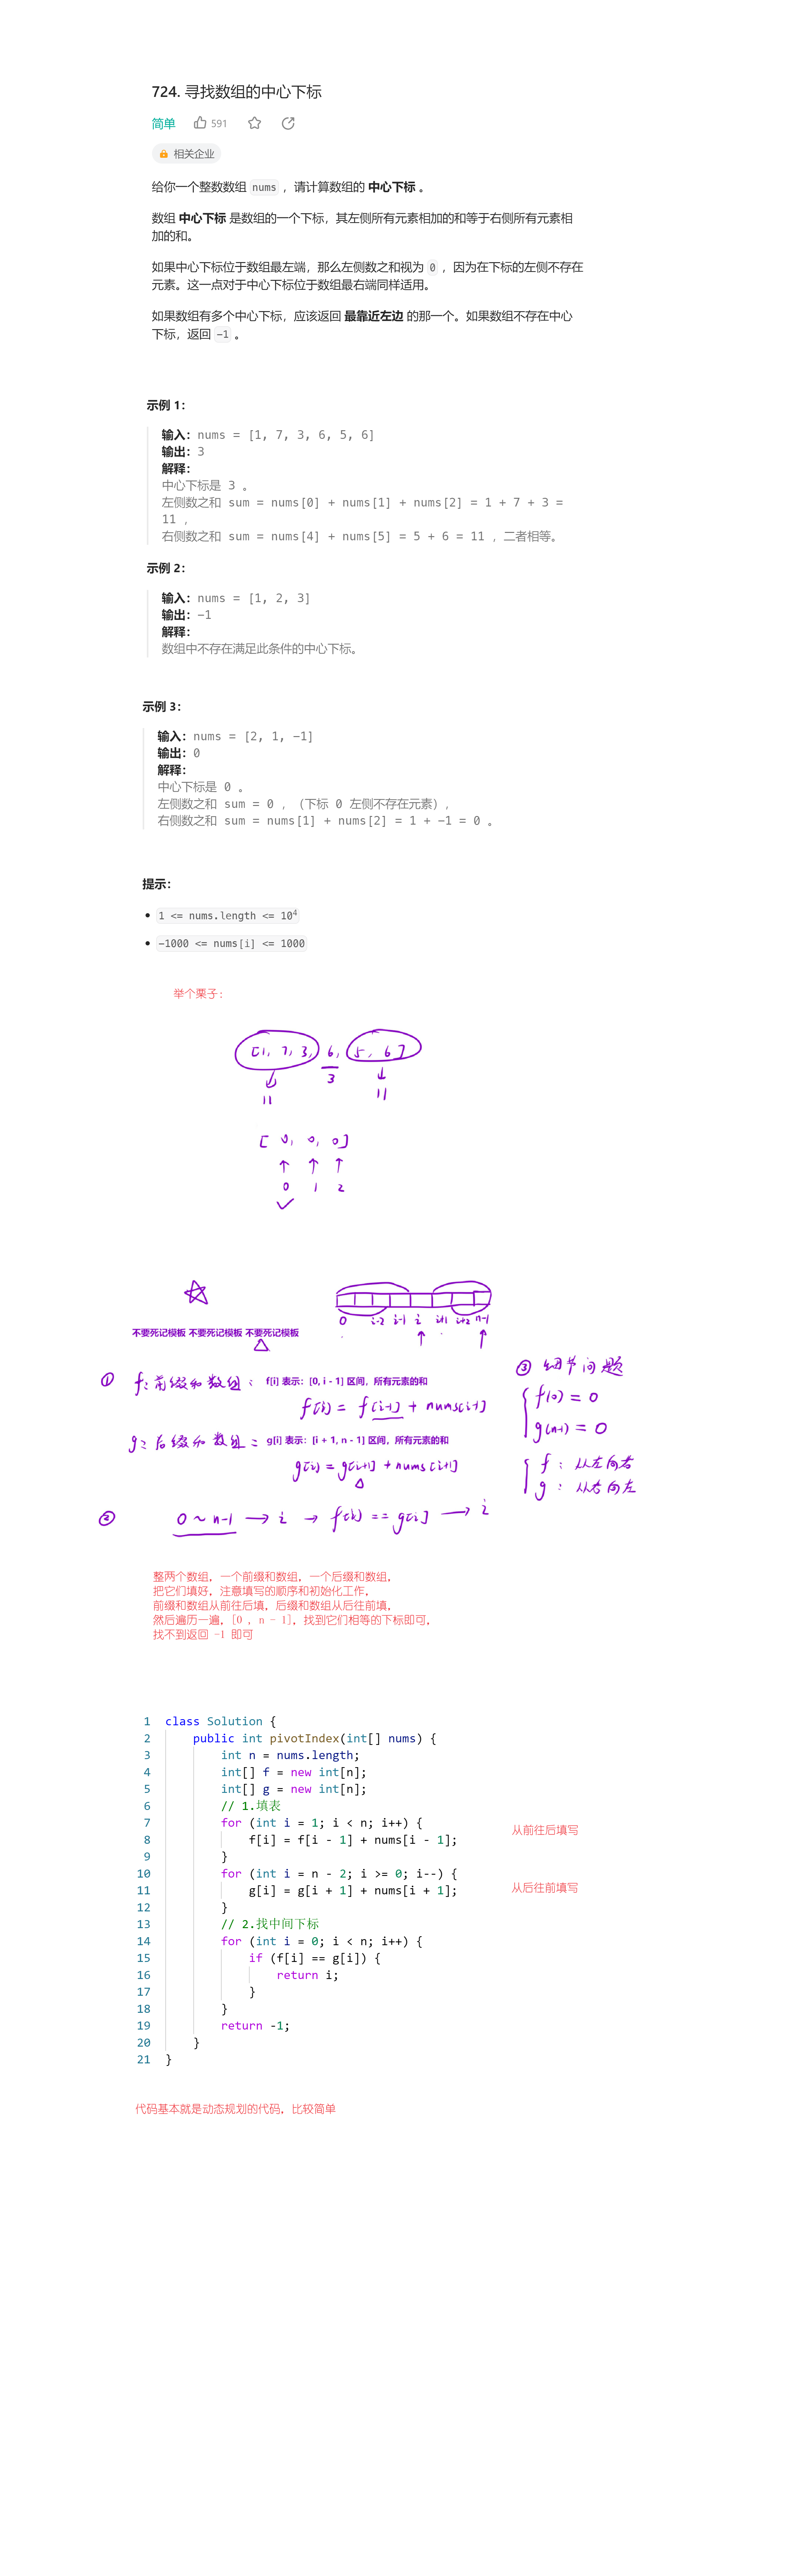 724. 寻找数组的中心下标
简单 591
相关企业
给你一个整数数组 nums ，请计算数组的 中心下标 。
数组 中心下标 是数组的一个下标，其左侧所有元素相加的和等于右侧所有元素相
加的和。
如果中心下标位于数组最左端，那么左侧数之和视为 0 ，因为在下标的左侧不存在
元素。这一点对于中心下标位于数组最右端同样适用。
如果数组有多个中心下标，应该返回 最靠近左边 的那一个。如果数组不存在中心
下标，返回 -1 。
示例 1：
输入：nums = [1, 7, 3, 6, 5, 6]
输出：3
解释：
中心下标是 3 。
左侧数之和 sum = nums[0] + nums[1] + nums[2] = 1 + 7 + 3 =
11 ，
右侧数之和 sum = nums[4] + nums[5] = 5 + 6 = 11 ，二者相等。
示例 2：
输入：nums = [1, 2, 3]
输出：-1
解释：
数组中不存在满足此条件的中心下标。
示例 3：
输入：nums = [2, 1, -1]
输出：0
解释：
中心下标是 0 。
左侧数之和 sum = 0 ，（下标 0 左侧不存在元素），
右侧数之和 sum = nums[1] + nums[2] = 1 + -1 = 0 。
提示：
• 1 <= nums.length <= 10⁴
• -1000 <= nums[i] <= 1000
举个栗子：
[1, 7, 3, 6, 5, 6]
3
11 11
[ 0, 0, 0]
↑ ↑ ↑
0 1 2
✓
0 i-2 i-1 i i+1 i+2 n-1
不要死记模板 不要死记模板 不要死记模板
① f: 前缀和数组： f[i] 表示：[0, i - 1] 区间，所有元素的和
f[i] = f[i-1] + nums[i-1]
g: 后缀和数组： g[i] 表示：[i + 1, n - 1] 区间，所有元素的和
g[i] = g[i+1] + nums[i+1]
② 0 ~ n-1 → i → f[i] == g[i] → i
③ 细节问题
f(0) = 0
g(n-1) = 0
f : 从左向右
g : 从右向左
整两个数组，一个前缀和数组，一个后缀和数组，
把它们填好，注意填写的顺序和初始化工作，
前缀和数组从前往后填，后缀和数组从后往前填，
然后遍历一遍，[0 , n - 1]，找到它们相等的下标即可，
找不到返回 -1 即可
1 class Solution {
2 public int pivotIndex(int[] nums) {
3 int n = nums.length;
4 int[] f = new int[n];
5 int[] g = new int[n];
6 // 1.填表
7 for (int i = 1; i < n; i++) {
8 f[i] = f[i - 1] + nums[i - 1]; 从前往后填写
9 }
10 for (int i = n - 2; i >= 0; i--) {
11 g[i] = g[i + 1] + nums[i + 1]; 从后往前填写
12 }
13 // 2.找中间下标
14 for (int i = 0; i < n; i++) {
15 if (f[i] == g[i]) {
16 return i;
17 }
18 }
19 return -1;
20 }
21 }
代码基本就是动态规划的代码，比较简单